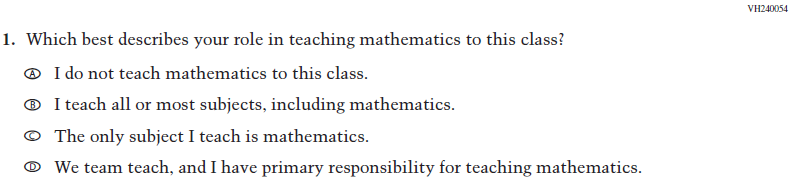 VH240054
1. Which best describes your role in teaching mathematics to this class?
Ⓐ I do not teach mathematics to this class.
Ⓑ I teach all or most subjects, including mathematics.
Ⓒ The only subject I teach is mathematics.
Ⓓ We team teach, and I have primary responsibility for teaching mathematics.